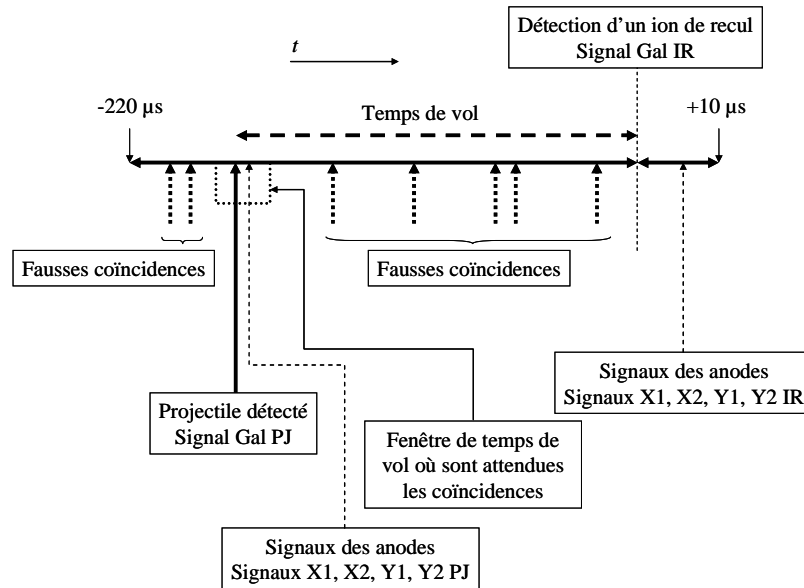 Détection d'un ion de recul
Signal Gal IR
t
-220 µs
Temps de vol
+10 µs
Fausses coïncidences
Fausses coïncidences
Projectile détecté
Signal Gal PJ
Fenêtre de temps de
vol où sont attendues
les coïncidences
Signaux des anodes
Signaux X1, X2, Y1, Y2 IR
Signaux des anodes
Signaux X1, X2, Y1, Y2 PJ